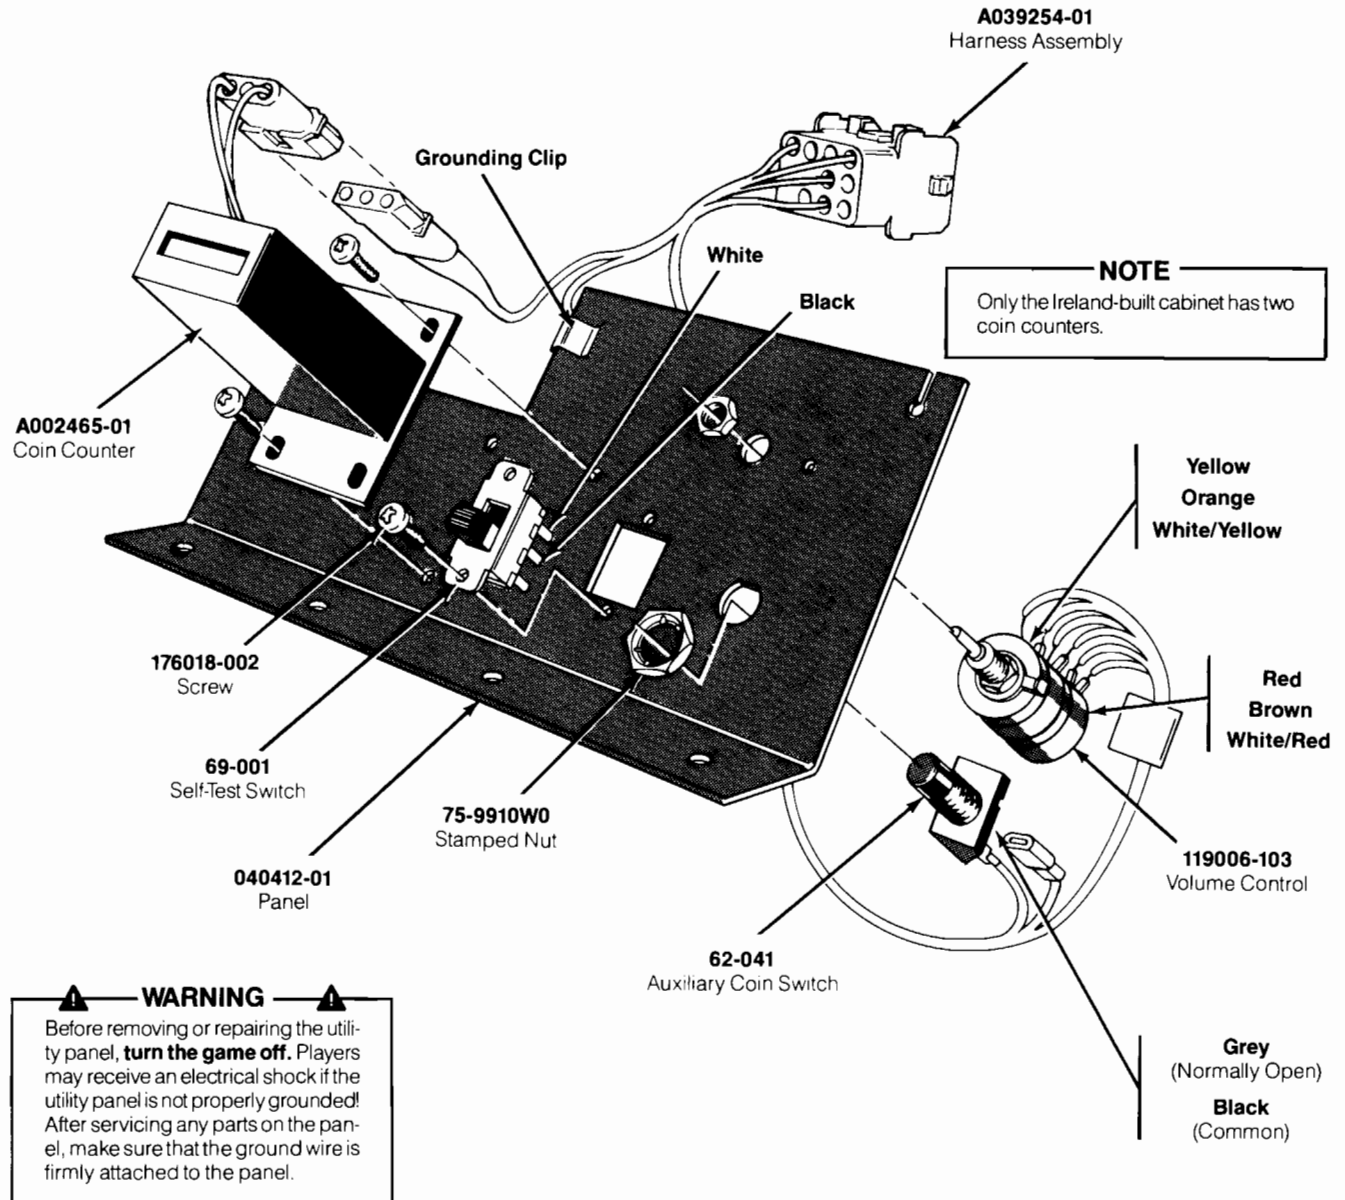 A039254-01
Harness Assembly
Grounding Clip
White
Black
NOTE
Only the Ireland-built cabinet has two
coin counters.
A002465-01
Coin Counter
Yellow
Orange
White/Yellow
176018-002
Screw
Red
Brown
White/Red
69-001
Self-Test Switch
75-9910W0
Stamped Nut
040412-01
Panel
119006-103
Volume Control
62-041
Auxiliary Coin Switch
WARNING
Before removing or repairing the utili-
ty panel, turn the game off. Players
may receive an electrical shock if the
utility panel is not properly grounded!
After servicing any parts on the pan-
el, make sure that the ground wire is
firmly attached to the panel.
Grey
(Normally Open)
Black
(Common)